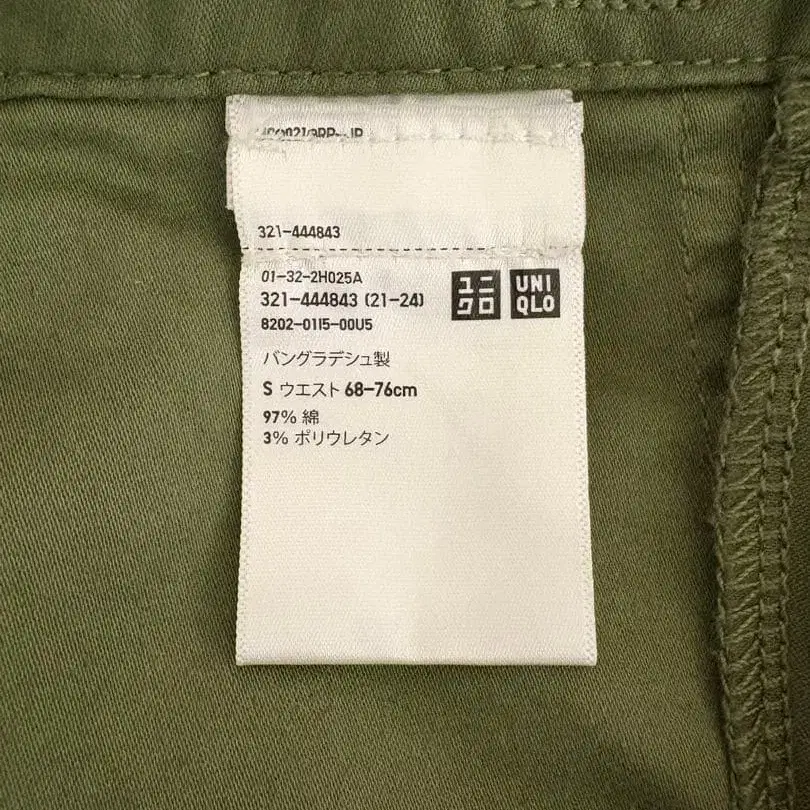 321-444843
01-32-2H025A
321-444843 (21-24)
8202-0115-00U5
ユニクロ
UNIQLO
バングラデシュ製
S ウエスト 68-76cm
97% 綿
3% ポリウレタン